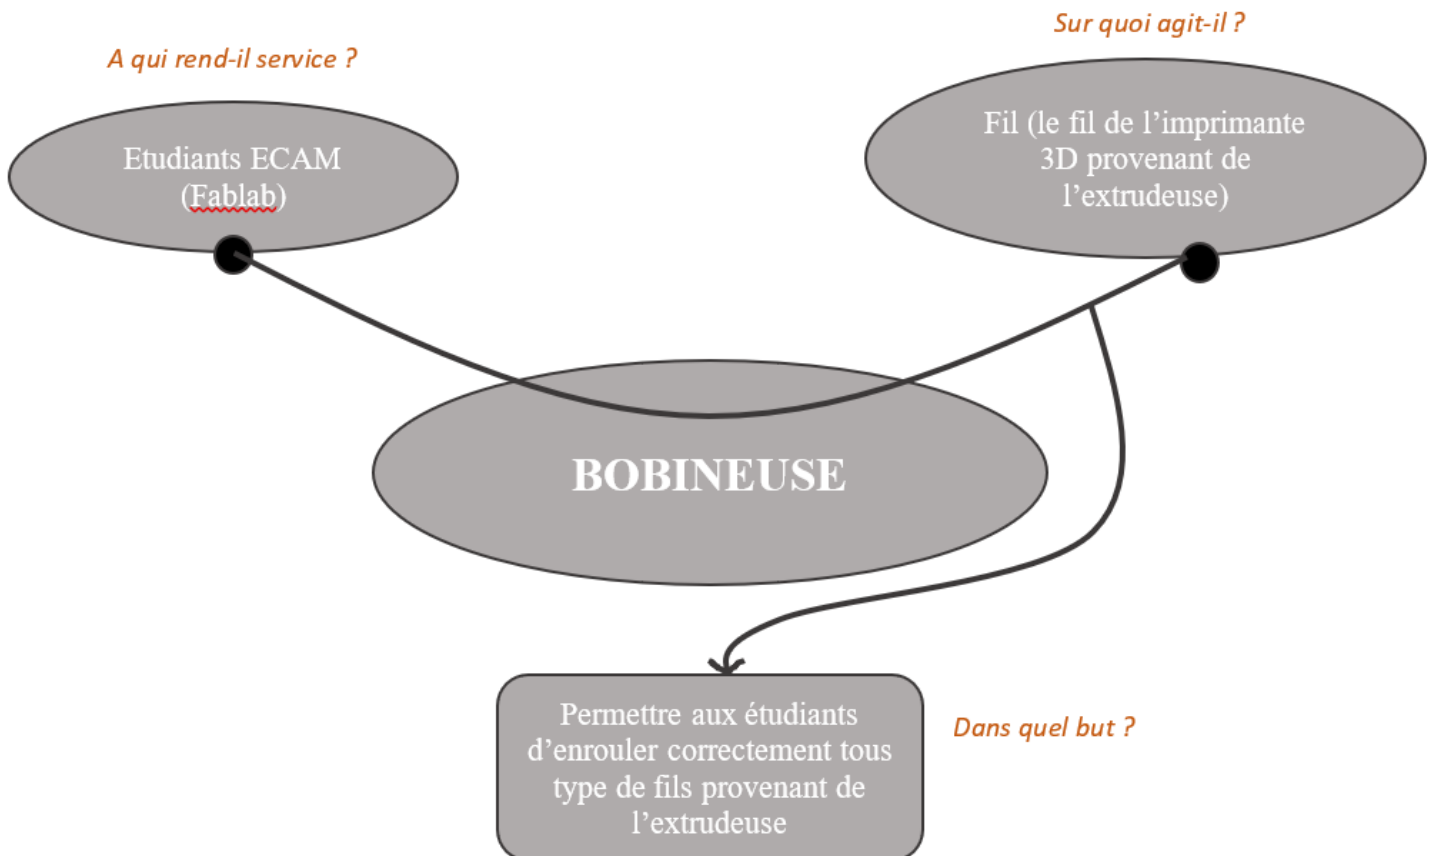 Sur quoi agit-il ?
A qui rend-il service ?
Etudiants ECAM
(Fablab)
Fil (le fil de l’imprimante
3D provenant de
l’extrudeuse)
BOBINEUSE
Permettre aux étudiants
d’enrouler correctement tous
type de fils provenant de
l’extrudeuse
Dans quel but ?